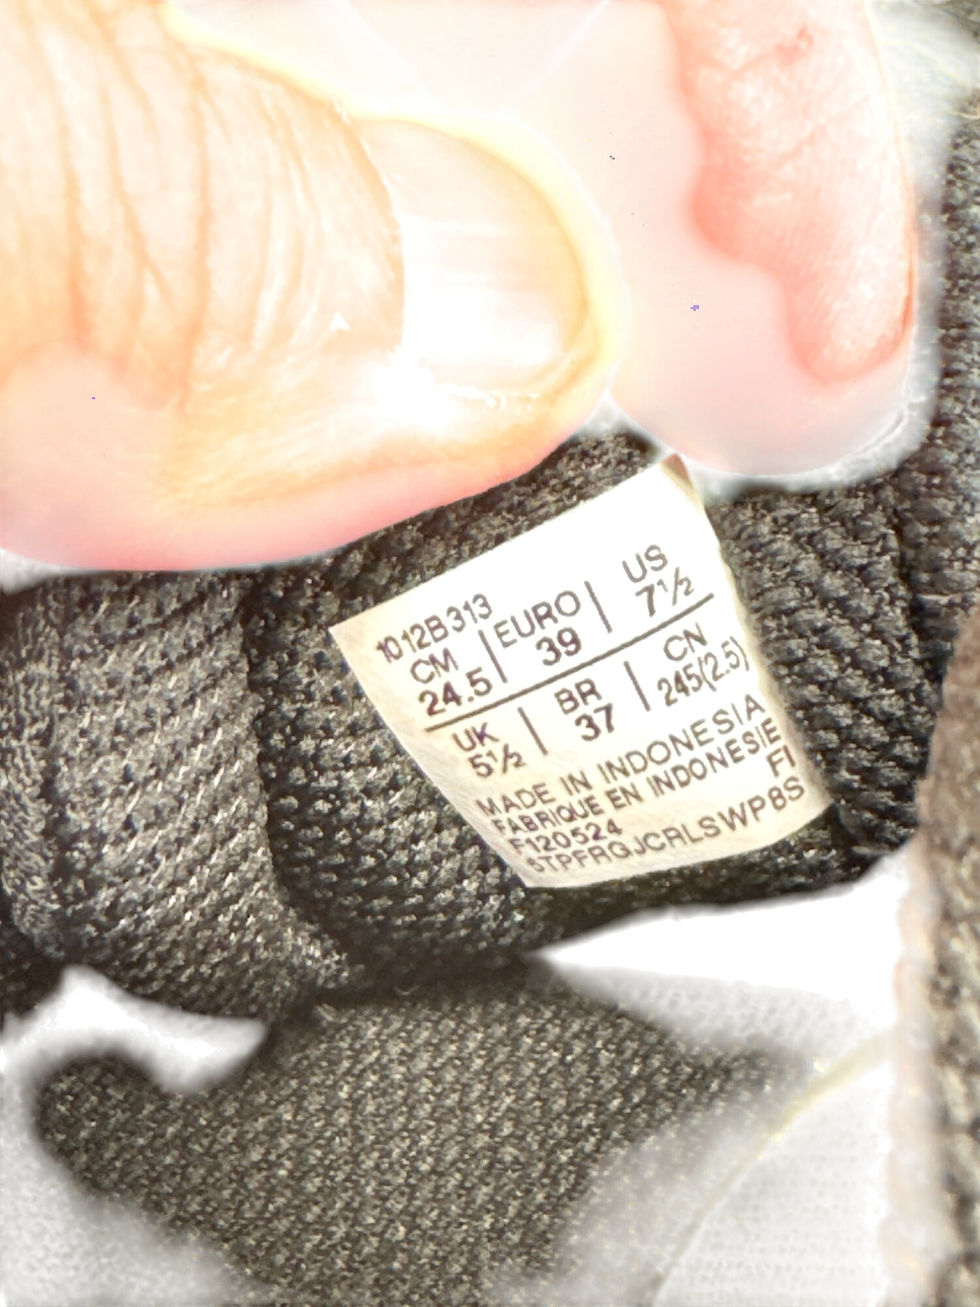 1012B313
CM | EURO | US
24.5 | 39 | 7½
UK | BR | CN
5½ | 37 | 245(2.5)
MADE IN INDONESIA
FABRIQUE EN INDONESIE
F120524 F1
STPFRGJCRLSWP8S